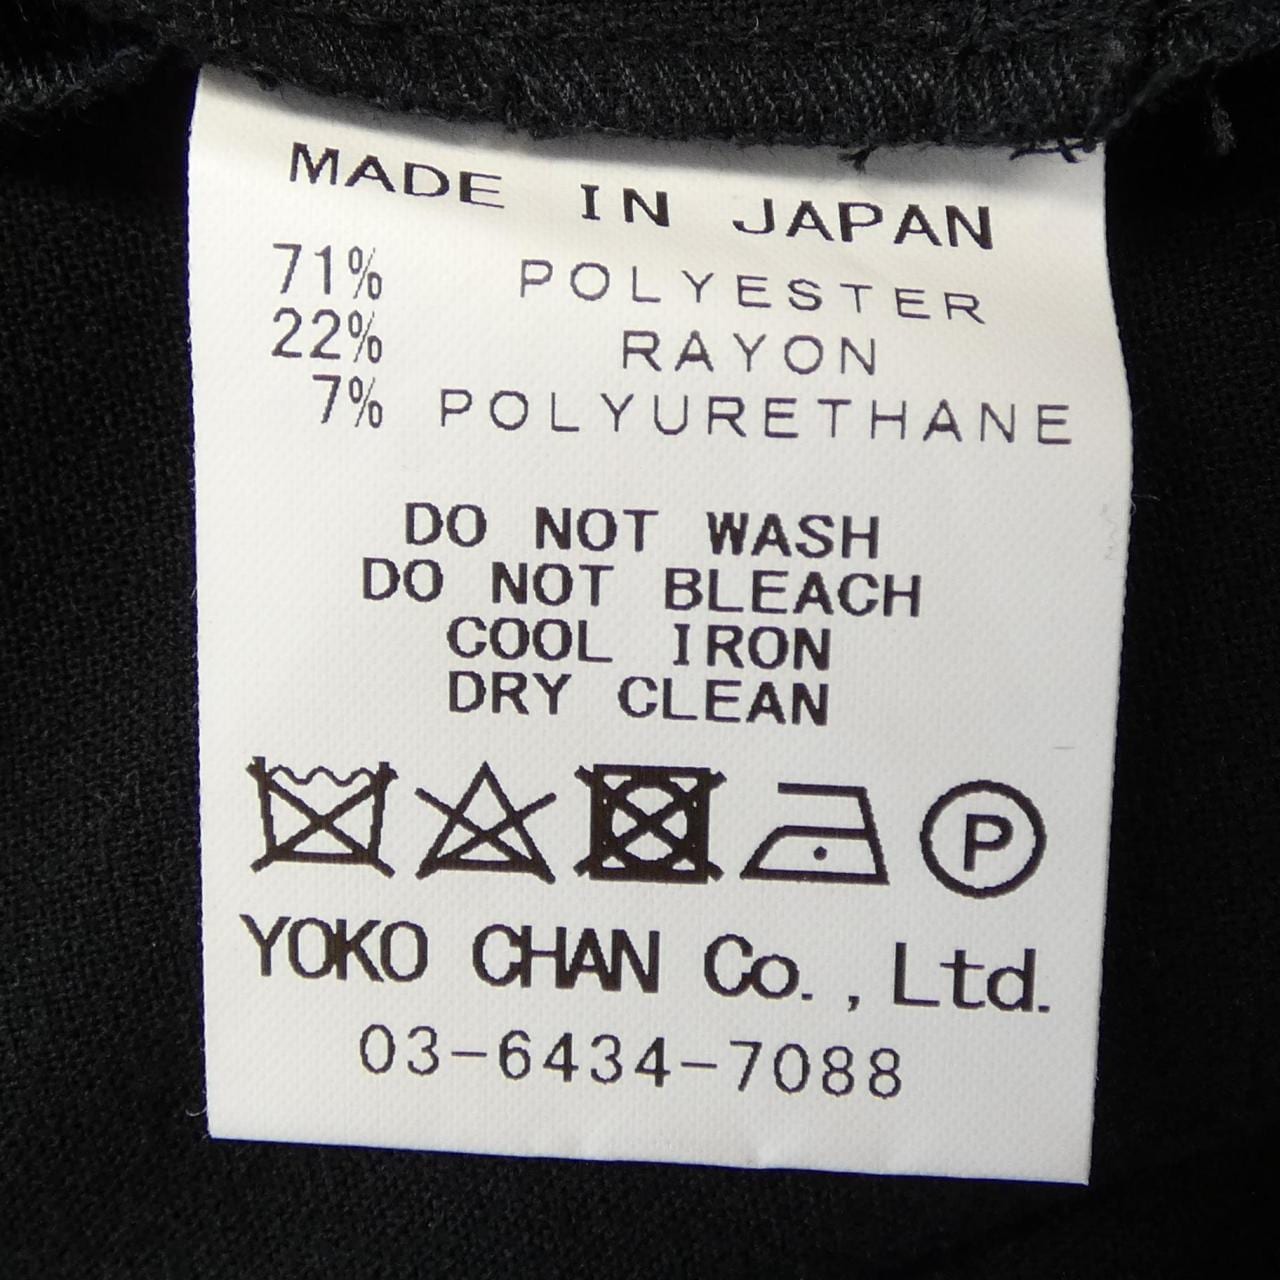 MADE IN JAPAN
71% POLYESTER
22% RAYON
7% POLYURETHANE
DO NOT WASH
DO NOT BLEACH
COOL IRON
DRY CLEAN
P
YOKO CHAN Co., Ltd.
03-6434-7088